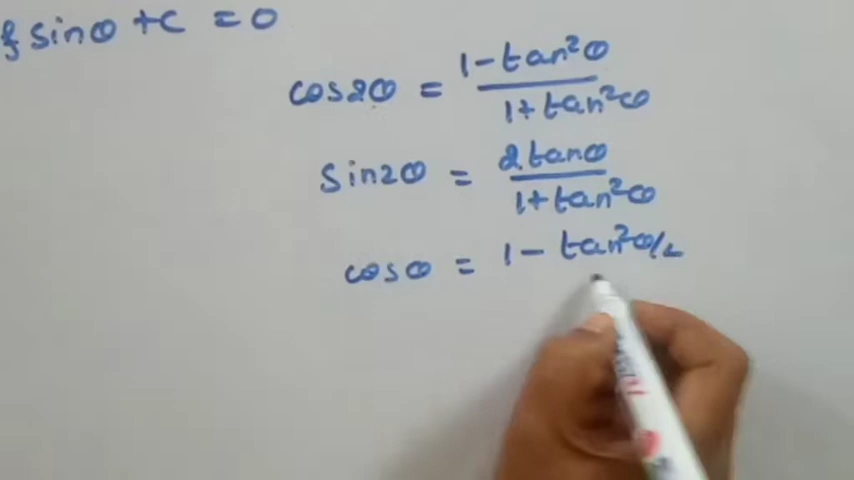 sinθ + c = 0
cos2θ = 1 - tan²θ / 1 + tan²θ
sin2θ = 2tanθ / 1 + tan²θ
cosθ = 1 - tan²θ/2